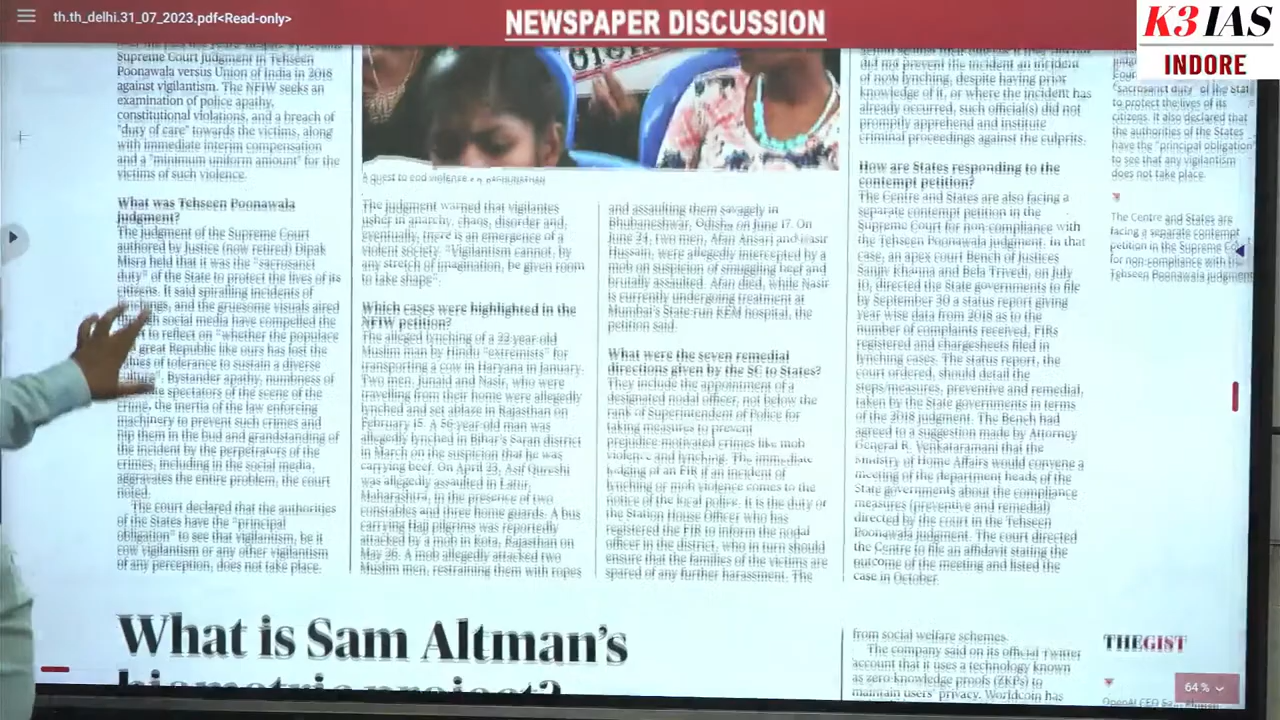 th.th_delhi.31_07_2023.pdf<Read-only>
NEWSPAPER DISCUSSION
K3 IAS
INDORE
Supreme Court judgment in Tehseen
Poonawala versus Union of India in 2018
against vigilantism. The NFIW seeks an
examination of police apathy,
constitutional violations, and a breach of
"duty of care" towards the victims, along
with immediate interim compensation
and a "minimum uniform amount" for the
victims of such violence.
What was Tehseen Poonawala
judgment?
The judgment of the Supreme Court
authored by Justice (now retired) Dipak
Misra held that it was the "sacrosanct
duty" of the State to protect the lives of its
citizens. It said spiralling incidents of
and the gruesome visuals aired
social media have compelled the
to reflect on "whether the populace
great Republic like ours has lost the
of tolerance to sustain a diverse
Bystander apathy, numbness of
spectators of the scene of the
crime, the inertia of the law enforcing
machinery to prevent such crimes and
nip them in the bud and grandstanding of
the incident by the perpetrators of the
crimes, including in the social media,
aggravates the entire problem, the court
noted.
The court declared that the authorities
of the States have the "principal
obligation" to see that vigilantism, be it
cow vigilantism or any other vigilantism
of any perception, does not take place.
A quest to end violence
The judgment warned that vigilantes
usher in anarchy, chaos, disorder and,
eventually, there is an emergence of a
violent society. "Vigilantism cannot, by
any stretch of imagination, be given room
to take shape".
Which cases were highlighted in the
NFIW petition?
The alleged lynching of a 22 year old
Muslim man by Hindu "extremists" for
transporting a cow in Haryana in January.
Two men, Junaid and Nasir, who were
travelling from their home were allegedly
lynched and set ablaze in Rajasthan on
February 15. A 56-year-old man was
allegedly lynched in Bihar's Saran district
in March on the suspicion that he was
carrying beef. On April 23, Asif Qureshi
was allegedly assaulted in Latur,
Maharashtra, in the presence of two
constables and three home guards. A bus
carrying Haji pilgrims was reportedly
attacked by a mob in Kota, Rajasthan on
May 26. A mob allegedly attacked two
Muslim men, restraining them with ropes
and assaulting them savagely in
Bhubaneshwar, Odisha on June 17. On
June 24, two men, Afan Ansari and Nasir
Hussain, were allegedly intercepted by a
mob on suspicion of smuggling beef and
brutally assaulted. Afan died, while Nasir
is currently undergoing treatment at
Mumbai's State-run KEM hospital, the
petition said.
What were the seven remedial
directions given by the SC to States?
They include the appointment of a
designated nodal officer, not below the
rank of Superintendent of Police for
taking measures to prevent
prejudice motivated crimes like mob
violence and lynching. The immediate
lodging of an FIR if an incident of
lynching or mob violence comes to the
notice of the local police. It is the duty or
the Station House Officer who has
registered the FIR to inform the nodal
officer in the district, who in turn should
ensure that the families of the victims are
spared of any further harassment. The
did not prevent the incident an incident
of now lynching, despite having prior
knowledge of it, or where the incident has
already occurred, such official(s) did not
promptly apprehend and institute
criminal proceedings against the culprits.
How are States responding to the
contempt petition?
The Centre and States are also facing a
separate contempt petition in the
Supreme Court for non-compliance with
the Tehseen Poonawala judgment. In that
case, an apex court Bench of Justices
Sanjiv Khanna and Bela Trivedi, on July
10, directed the State governments to file
by September 30 a status report giving
year wise data from 2018 as to the
number of complaints received, FIRs
registered and chargesheets filed in
lynching cases. The status report, the
court ordered, should detail the
steps/measures, preventive and remedial,
taken by the State governments in terms
of the 2018 judgment. The Bench had
agreed to a suggestion made by Attorney
General R. Venkataramani that the
Ministry of Home Affairs would convene a
meeting of the department heads of the
State governments about the compliance
measures (preventive and remedial)
directed by the court in the Tehseen
Poonawala judgment. The court directed
the Centre to file an affidavit stating the
outcome of the meeting and listed the
case in October.
"sacrosanct duty" of the Stat
to protect the lives of its
citizens. It also declared that
the authorities of the States
have the "principal obligation"
to see that any vigilantism
does not take place.
The Centre and States are
facing a separate contempt
petition in the Supreme Co
for non-compliance with the
Tehseen Poonawala judgment
What is Sam Altman's
biometric project?
from social welfare schemes.
The company said on its official Twitter
account that it uses a technology known
as zero-knowledge proofs (ZKPs) to
maintain users' privacy. Worldcoin has
THEGIST
64%